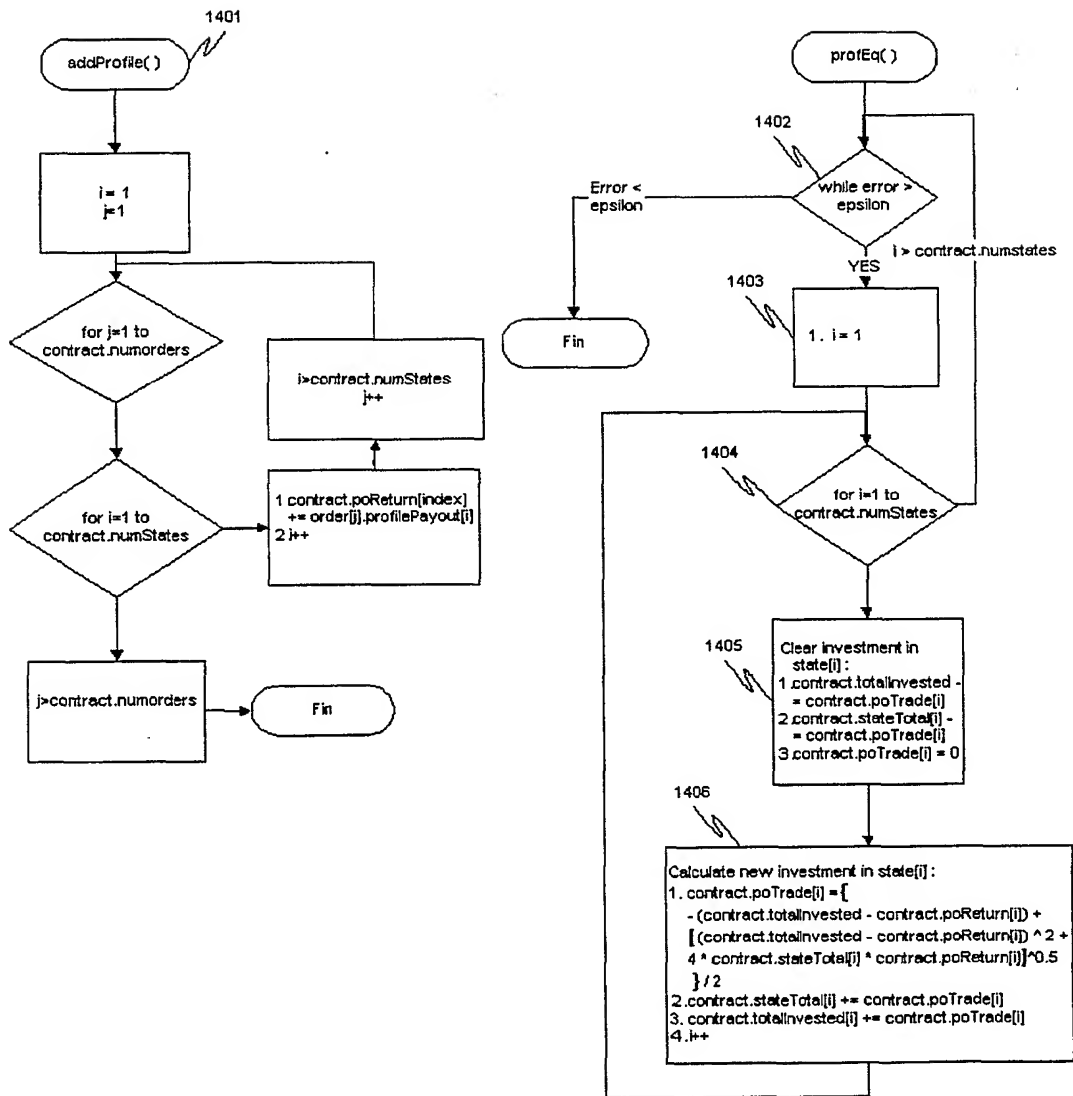 1401
addProfile( )
i = 1
j=1
for j=1 to
contract.numorders
i>contract.numStates
j++
for i=1 to
contract.numStates
1 contract.poReturn[index]
+= order[j].profilePayout[i]
2 i++
j>contract.numorders
Fin
profEq( )
1402
while error >
epsilon
Error <
epsilon
YES
i > contract.numstates
1403
1. i = 1
Fin
1404
for i=1 to
contract.numStates
1405
Clear investment in
state[i] :
1.contract.totalInvested -
= contract.poTrade[i]
2.contract.stateTotal[i] -
= contract.poTrade[i]
3.contract.poTrade[i] = 0
1406
Calculate new investment in state[i] :
1. contract.poTrade[i] = {
- (contract.totalInvested - contract.poReturn[i]) +
[ (contract.totalInvested - contract.poReturn[i]) ^ 2 +
4 * contract.stateTotal[i] * contract.poReturn[i]]^0.5
} / 2
2.contract.stateTotal[i] += contract.poTrade[i]
3. contract.totalInvested[i] += contract.poTrade[i]
4.i++